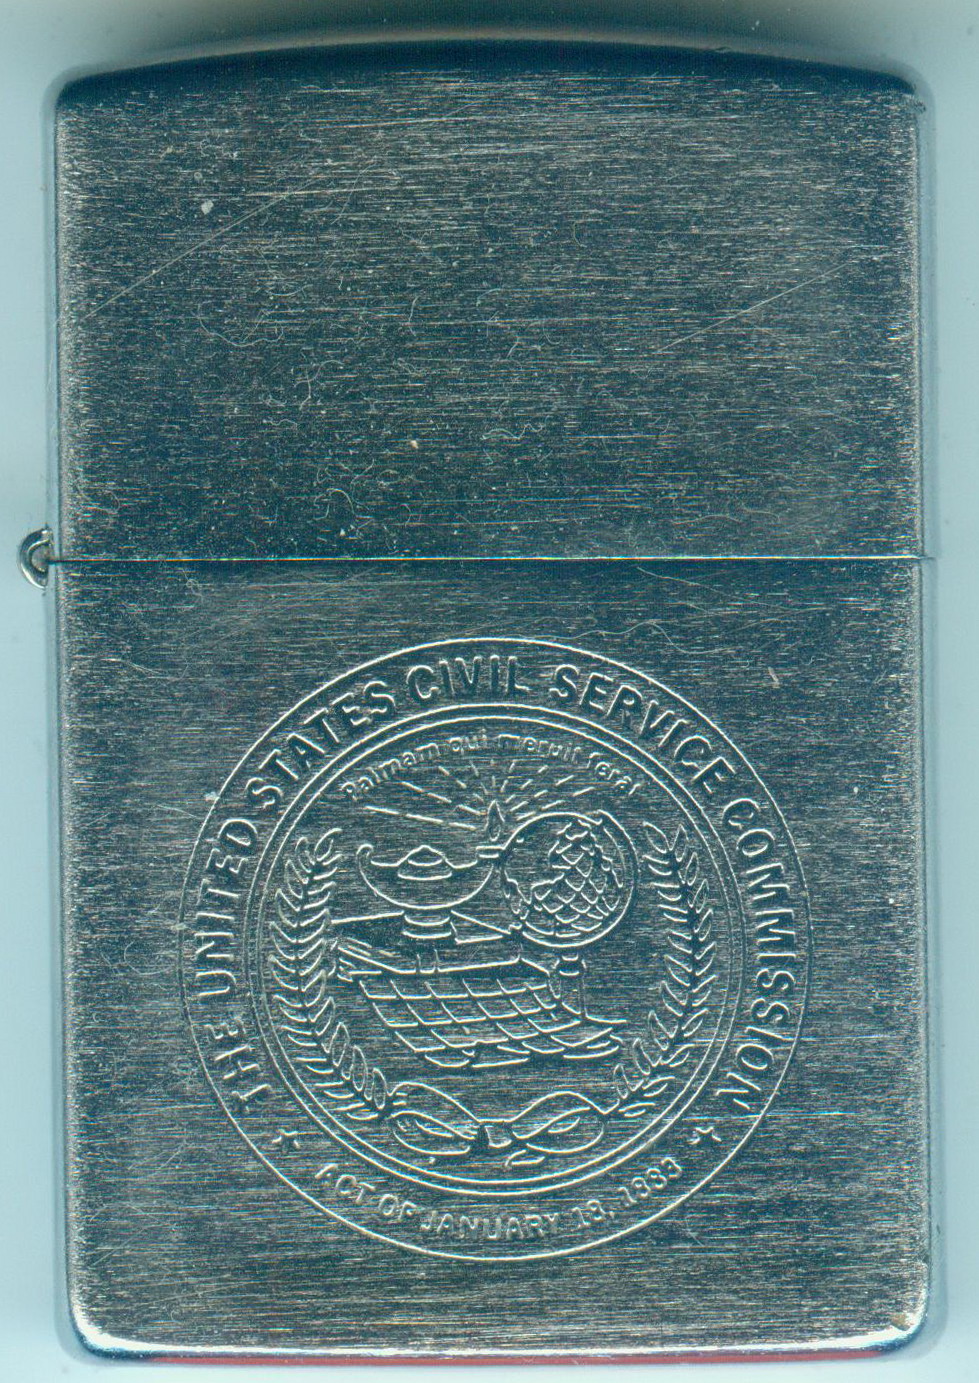 THE UNITED STATES CIVIL SERVICE COMMISSION
Palmam qui meruit ferat
ACT OF JANUARY 16, 1883